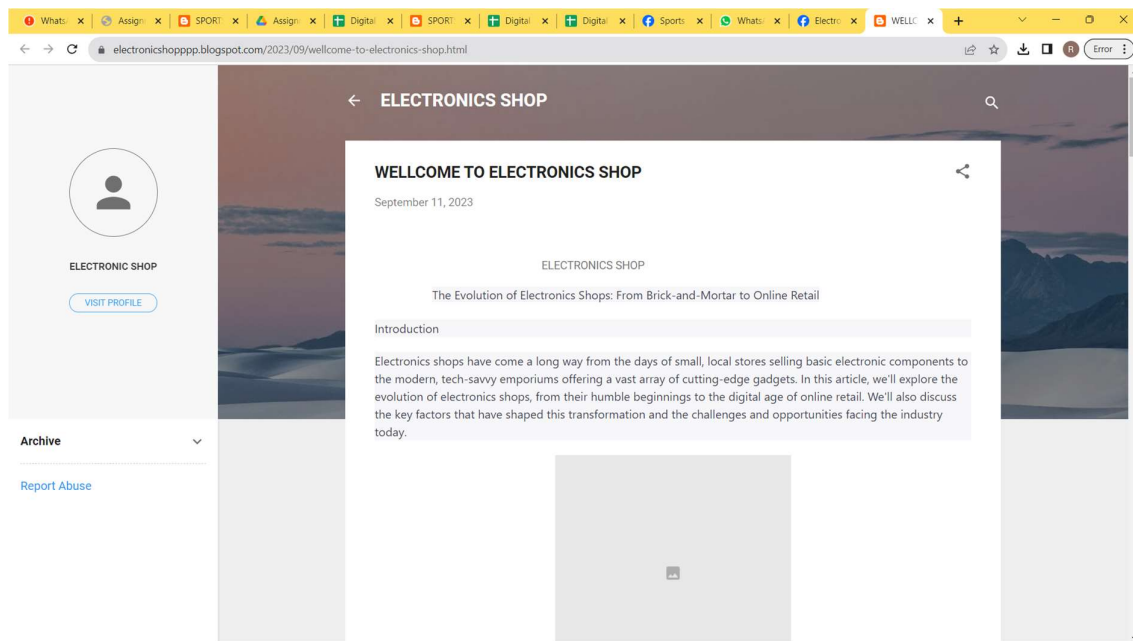 Whats
Assign
SPORT
Assign
Digital
SPORT
Digital
Digital
Sports
Whats
Electro
WELLC
electronicshopppp.blogspot.com/2023/09/wellcome-to-electronics-shop.html
R
Error
ELECTRONICS SHOP
WELLCOME TO ELECTRONICS SHOP
September 11, 2023
ELECTRONIC SHOP
VISIT PROFILE
Archive
Report Abuse
ELECTRONICS SHOP
The Evolution of Electronics Shops: From Brick-and-Mortar to Online Retail
Introduction
Electronics shops have come a long way from the days of small, local stores selling basic electronic components to
the modern, tech-savvy emporiums offering a vast array of cutting-edge gadgets. In this article, we'll explore the
evolution of electronics shops, from their humble beginnings to the digital age of online retail. We'll also discuss
the key factors that have shaped this transformation and the challenges and opportunities facing the industry
today.